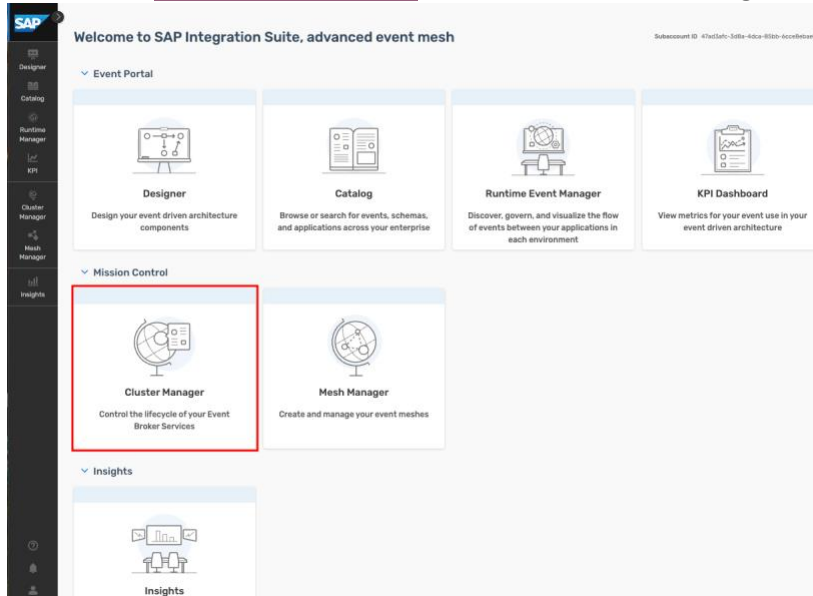 SAP
Welcome to SAP Integration Suite, advanced event mesh
Subaccount ID
Designer
Catalog
Runtime
Manager
KPI
Cluster
Manager
Mesh
Manager
Insights
Event Portal
Designer
Design your event driven architecture
components
Catalog
Browse or search for events, schemas,
and applications across your enterprise
Runtime Event Manager
Discover, govern, and visualize the flow
of events between your applications in
each environment
KPI Dashboard
View metrics for your event use in your
event driven architecture
Mission Control
Cluster Manager
Control the lifecycle of your Event
Broker Services
Mesh Manager
Create and manage your event meshes
Insights
Insights